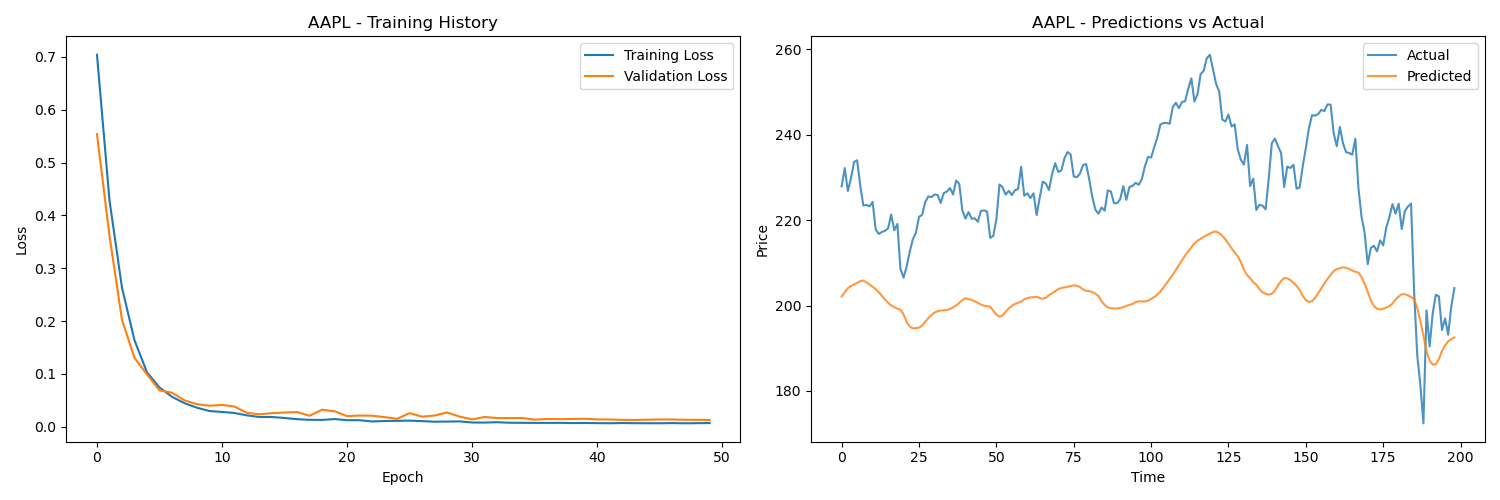 AAPL - Training History
Training Loss
Validation Loss
0.7
0.6
0.5
0.4
0.3
0.2
0.1
0.0
Loss
0 10 20 30 40 50
Epoch
AAPL - Predictions vs Actual
Actual
Predicted
260
240
220
200
180
Price
0 25 50 75 100 125 150 175 200
Time